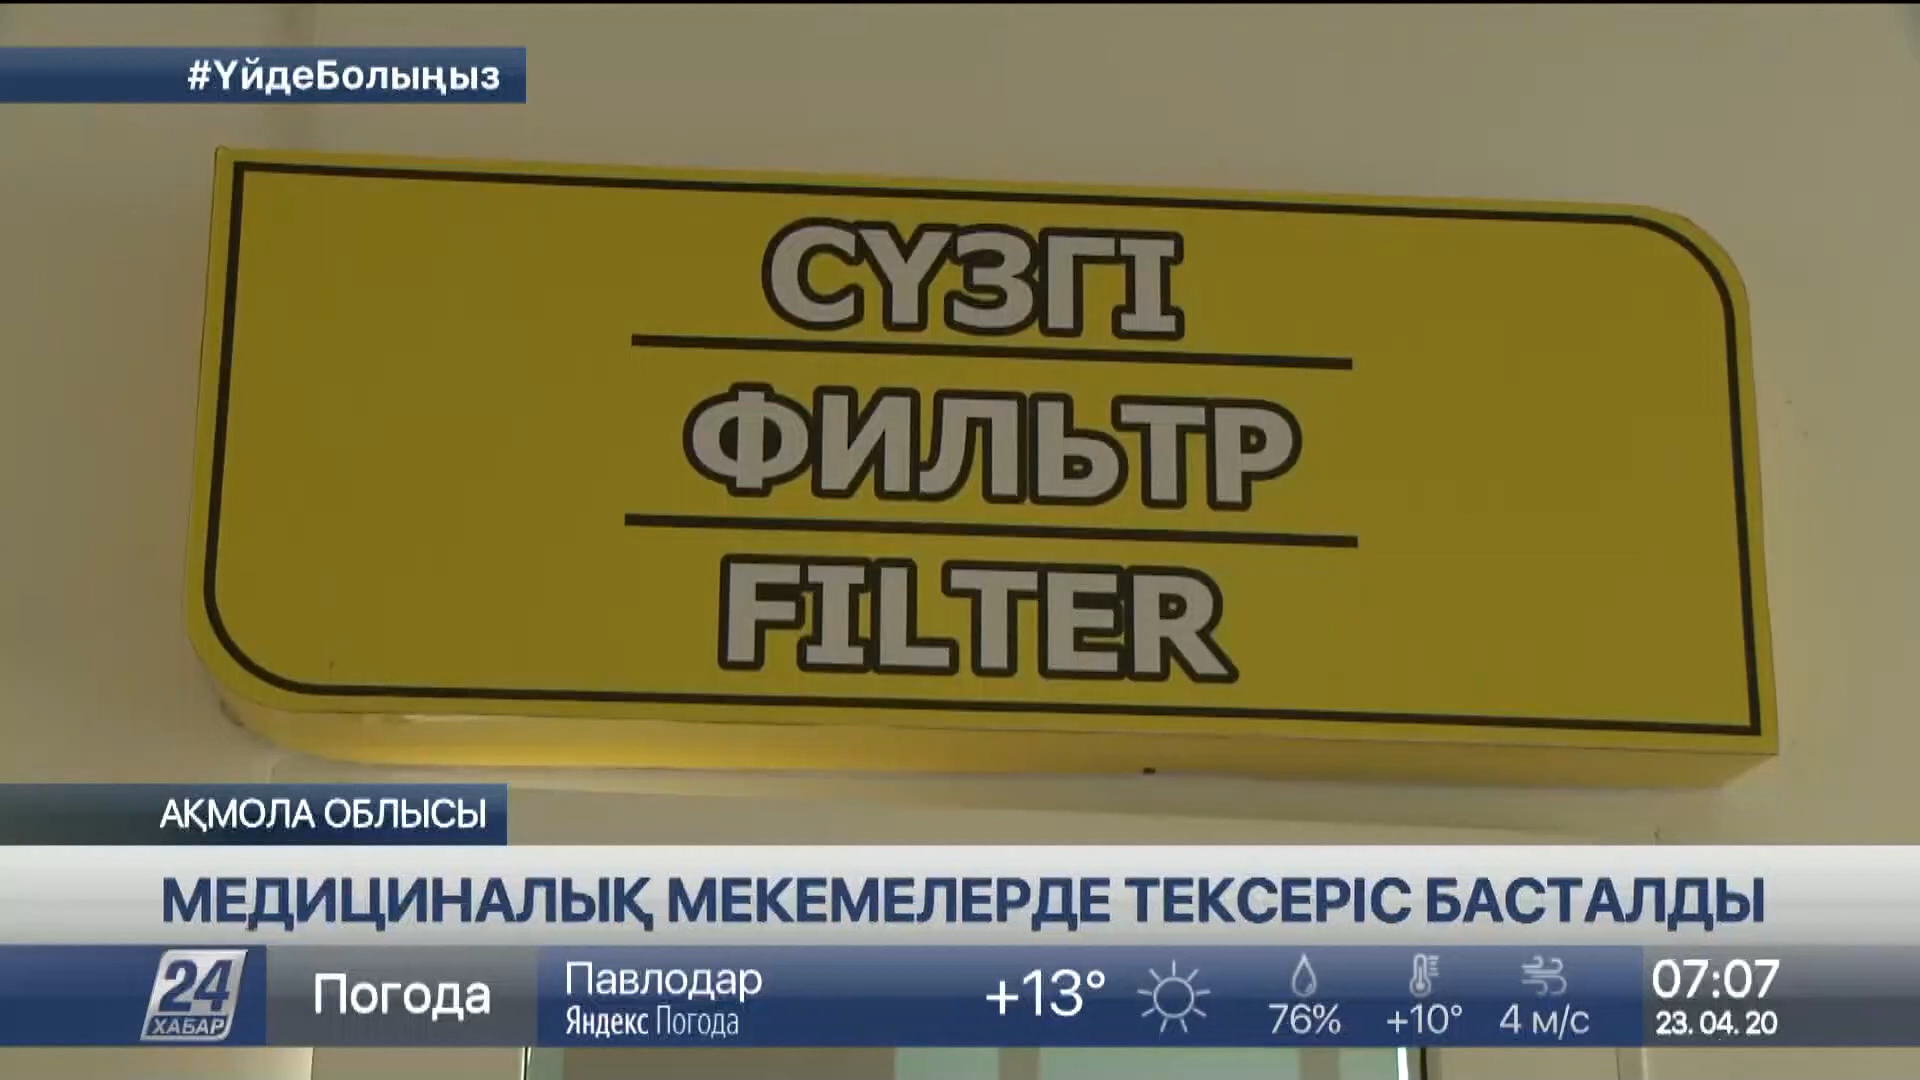 #ҮйдеБолыңыз
СҮЗГІ
ФИЛЬТР
FILTER
АҚМОЛА ОБЛЫСЫ
МЕДИЦИНАЛЫҚ МЕКЕМЕЛЕРДЕ ТЕКСЕРІС БАСТАЛДЫ
24 ХАБАР
Погода
Павлодар
Яндекс Погода
+13°
76%
+10°
4 м/с
07:07
23.04.20